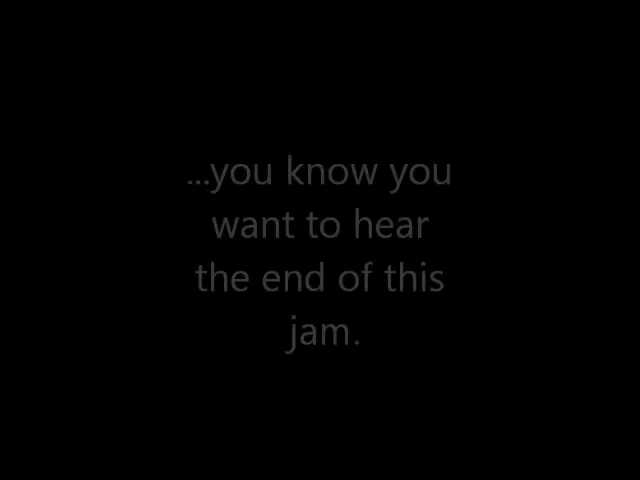 ...you know you
want to hear
the end of this
jam.